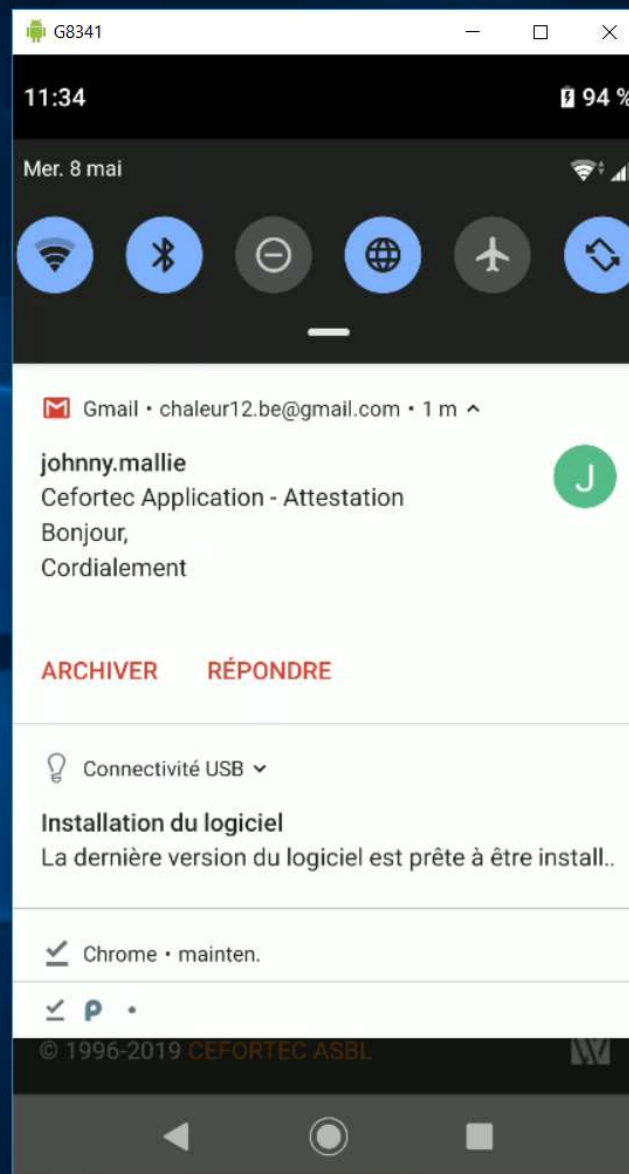 G8341
11:34 94 %
Mer. 8 mai
Gmail • chaleur12.be@gmail.com • 1 m
johnny.mallie
J
Cefortec Application - Attestation
Bonjour,
Cordialement
ARCHIVER RÉPONDRE
Connectivité USB
Installation du logiciel
La dernière version du logiciel est prête à être install..
Chrome • mainten.
© 1996-2019 CEFORTEC ASBL